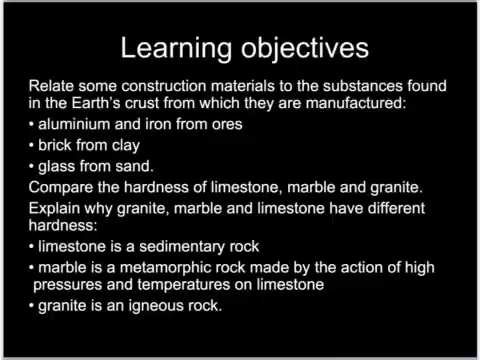 Learning objectives
Relate some construction materials to the substances found
in the Earth's crust from which they are manufactured:
• aluminium and iron from ores
• brick from clay
• glass from sand.
Compare the hardness of limestone, marble and granite.
Explain why granite, marble and limestone have different
hardness:
• limestone is a sedimentary rock
• marble is a metamorphic rock made by the action of high
pressures and temperatures on limestone
• granite is an igneous rock.